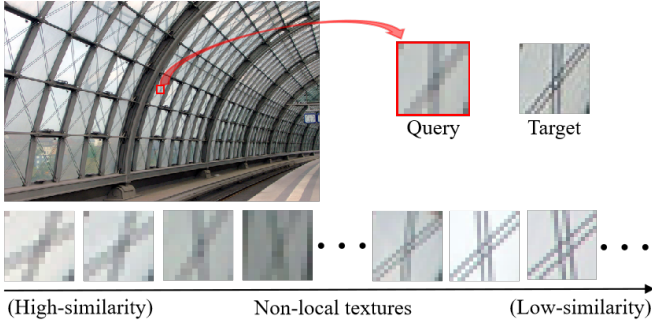 Query
Target
(High-similarity)
Non-local textures
(Low-similarity)